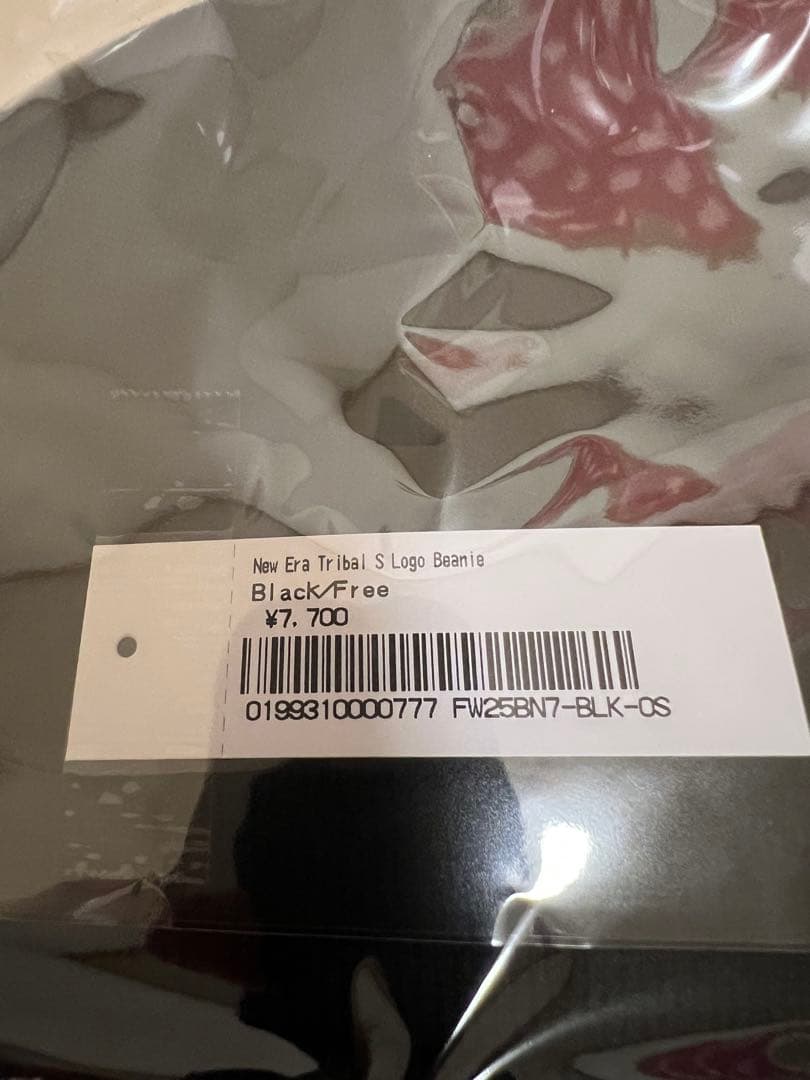 New Era Tribal S Logo Beanie
Black/Free
¥7,700
0199310000777 FW25BN7-BLK-OS